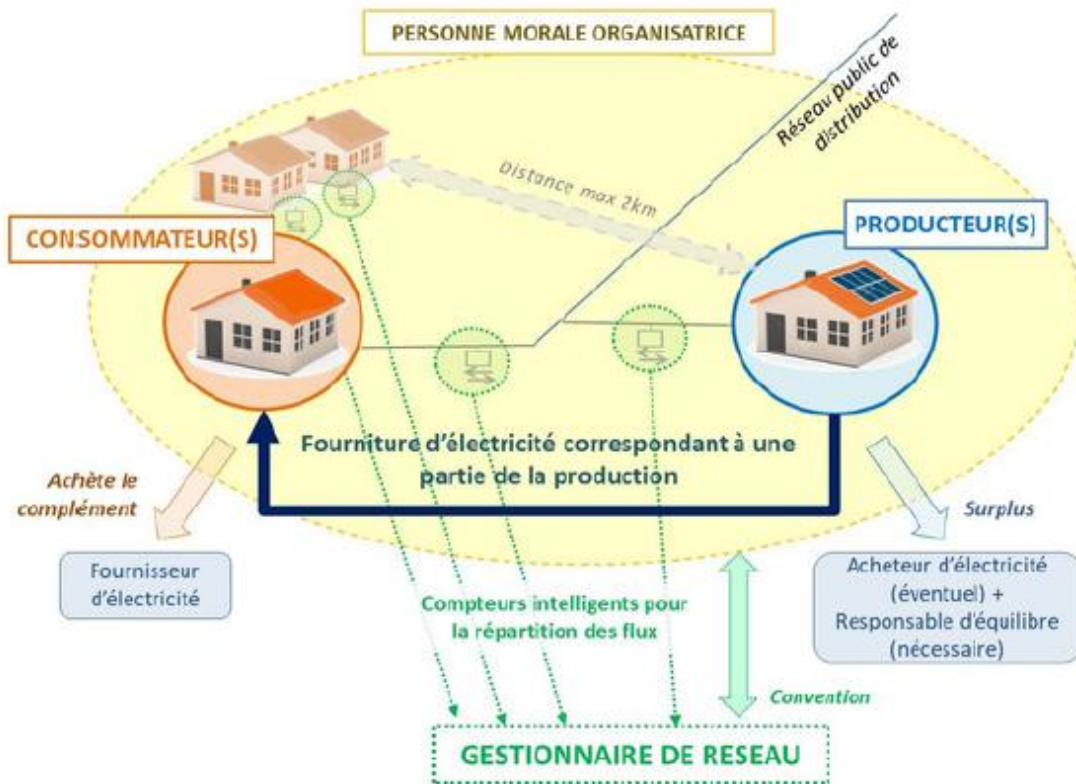 PERSONNE MORALE ORGANISATRICE
Réseau public de
distribution
Distance max 2km
CONSOMMATEUR(S)
PRODUCTEUR(S)
Fourniture d'électricité correspondant à une
partie de la production
Achète le
complément
Surplus
Fournisseur
d'électricité
Acheteur d'électricité
(éventuel) +
Responsable d'équilibre
(nécessaire)
Compteurs intelligents pour
la répartition des flux
Convention
GESTIONNAIRE DE RESEAU